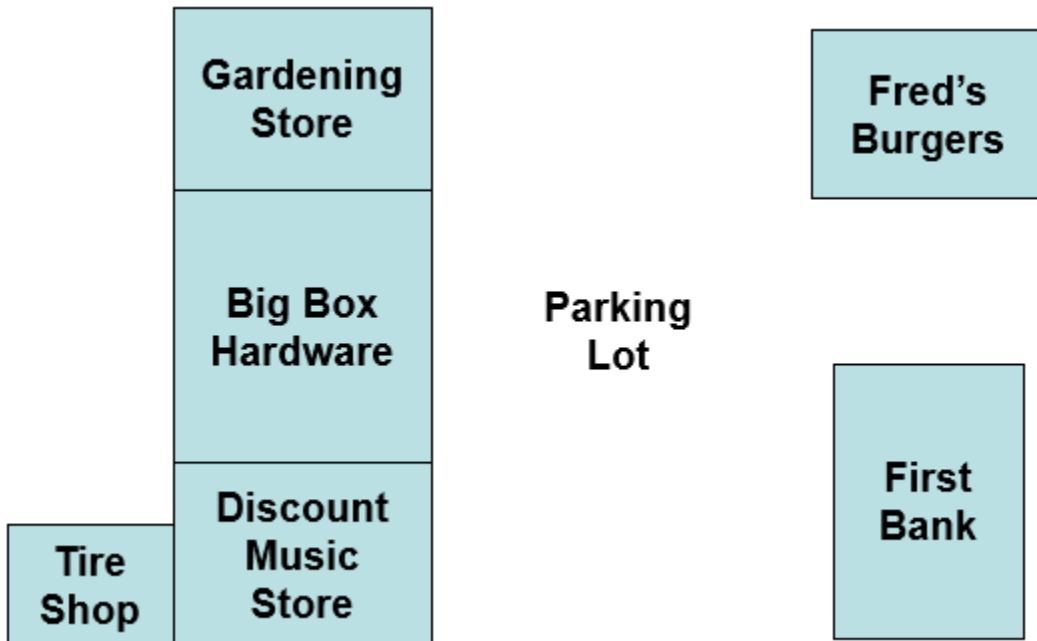 Gardening
Store
Fred's
Burgers
Big Box
Hardware
Parking
Lot
First
Bank
Discount
Music
Store
Tire
Shop